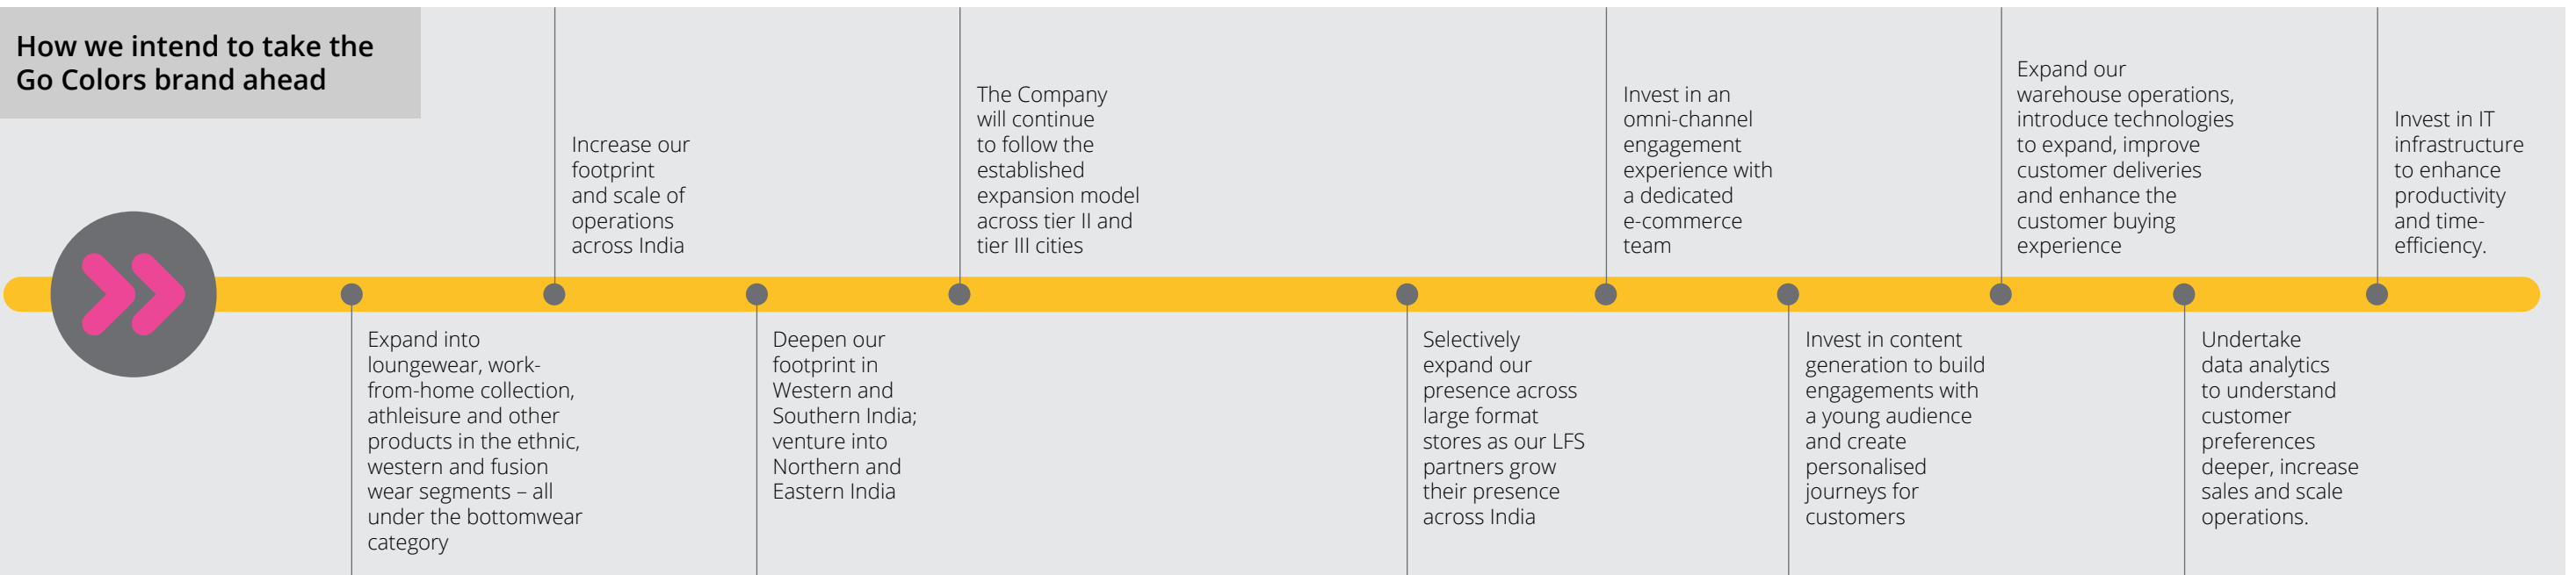 How we intend to take the
Go Colors brand ahead
Expand into
loungewear, work-
from-home collection,
athleisure and other
products in the ethnic,
western and fusion
wear segments – all
under the bottomwear
category
Increase our
footprint
and scale of
operations
across India
Deepen our
footprint in
Western and
Southern India;
venture into
Northern and
Eastern India
The Company
will continue
to follow the
established
expansion model
across tier II and
tier III cities
Selectively
expand our
presence across
large format
stores as our LFS
partners grow
their presence
across India
Invest in an
omni-channel
engagement
experience with
a dedicated
e-commerce
team
Invest in content
generation to build
engagements with
a young audience
and create
personalised
journeys for
customers
Expand our
warehouse operations,
introduce technologies
to expand, improve
customer deliveries
and enhance the
customer buying
experience
Undertake
data analytics
to understand
customer
preferences
deeper, increase
sales and scale
operations.
Invest in IT
infrastructure
to enhance
productivity
and time-
efficiency.